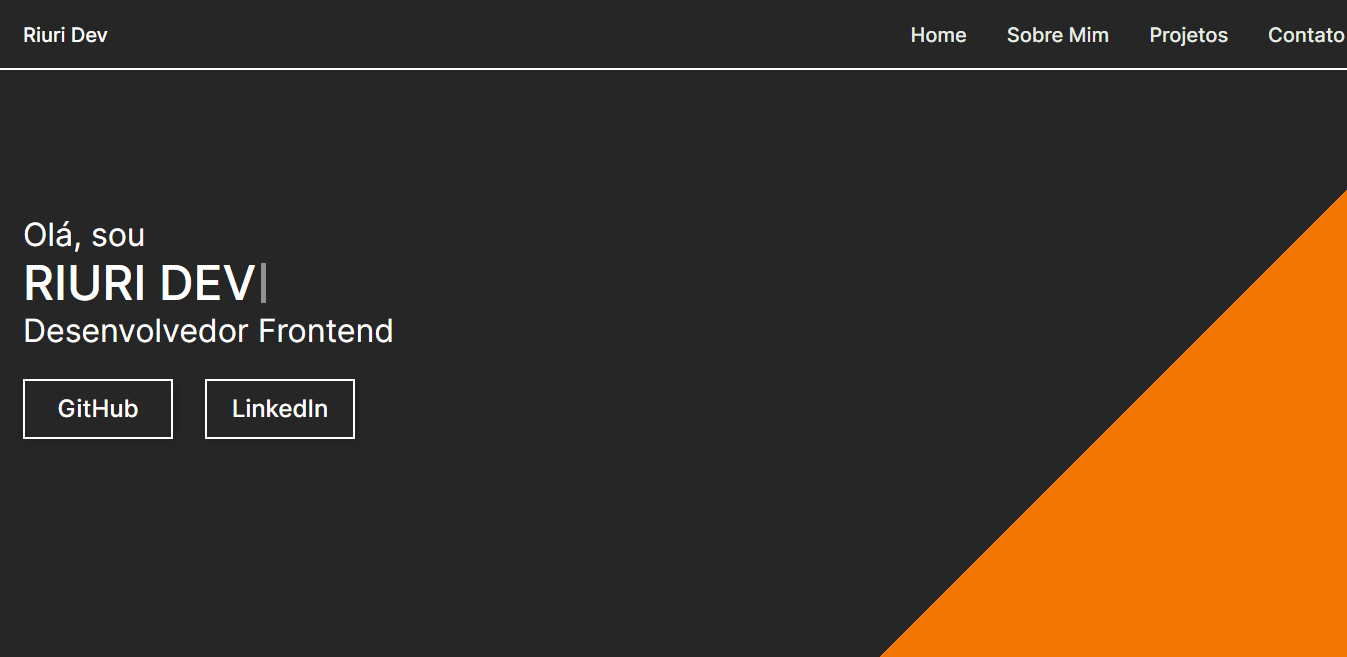 Riuri Dev Home Sobre Mim Projetos Contato
Olá, sou
RIURI DEV
Desenvolvedor Frontend
GitHub LinkedIn